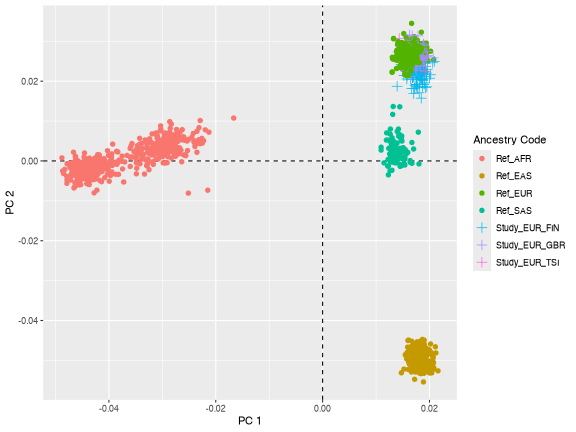 0.02
0.00
-0.02
-0.04
PC 2
-0.04
-0.02
0.00
0.02
PC 1
Ancestry Code
Ref_AFR
Ref_EAS
Ref_EUR
Ref_SAS
Study_EUR_FIN
Study_EUR_GBR
Study_EUR_TSI